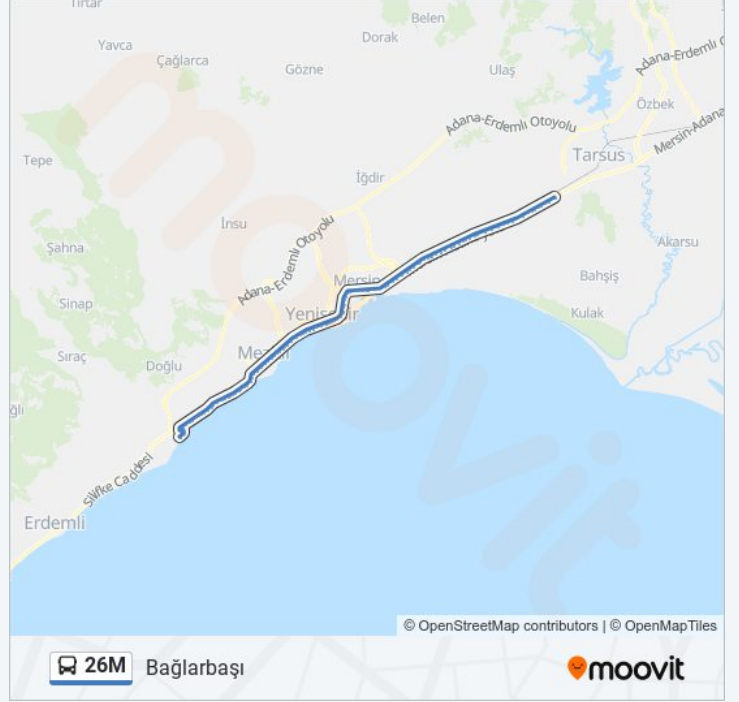 Tırtar
Belen
Dorak
Yavca
Çağlarca
Gözne
Ulaş
Adana-Erdemli O
Özbek
Adana-Erdemli Otoyolu
Mersin-Adana
Tarsus
Tepe
İğdir
İnsu
Akarsu
Şahna
Adana-Erdemli Otoyolu
Mersin
Bahşiş
Sinap
Kulak
Sıraç
Doğlu
Silifke Caddesi
Erdemli
moovit
© OpenStreetMap contributors | © OpenMapTiles
26M Bağlarbaşı
moovit